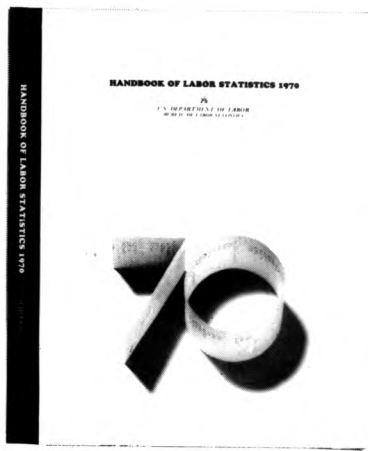 HANDBOOK OF LABOR STATISTICS 1970
U.S. DEPARTMENT OF LABOR
BUREAU OF LABOR STATISTICS
HANDBOOK OF LABOR STATISTICS 1970
70